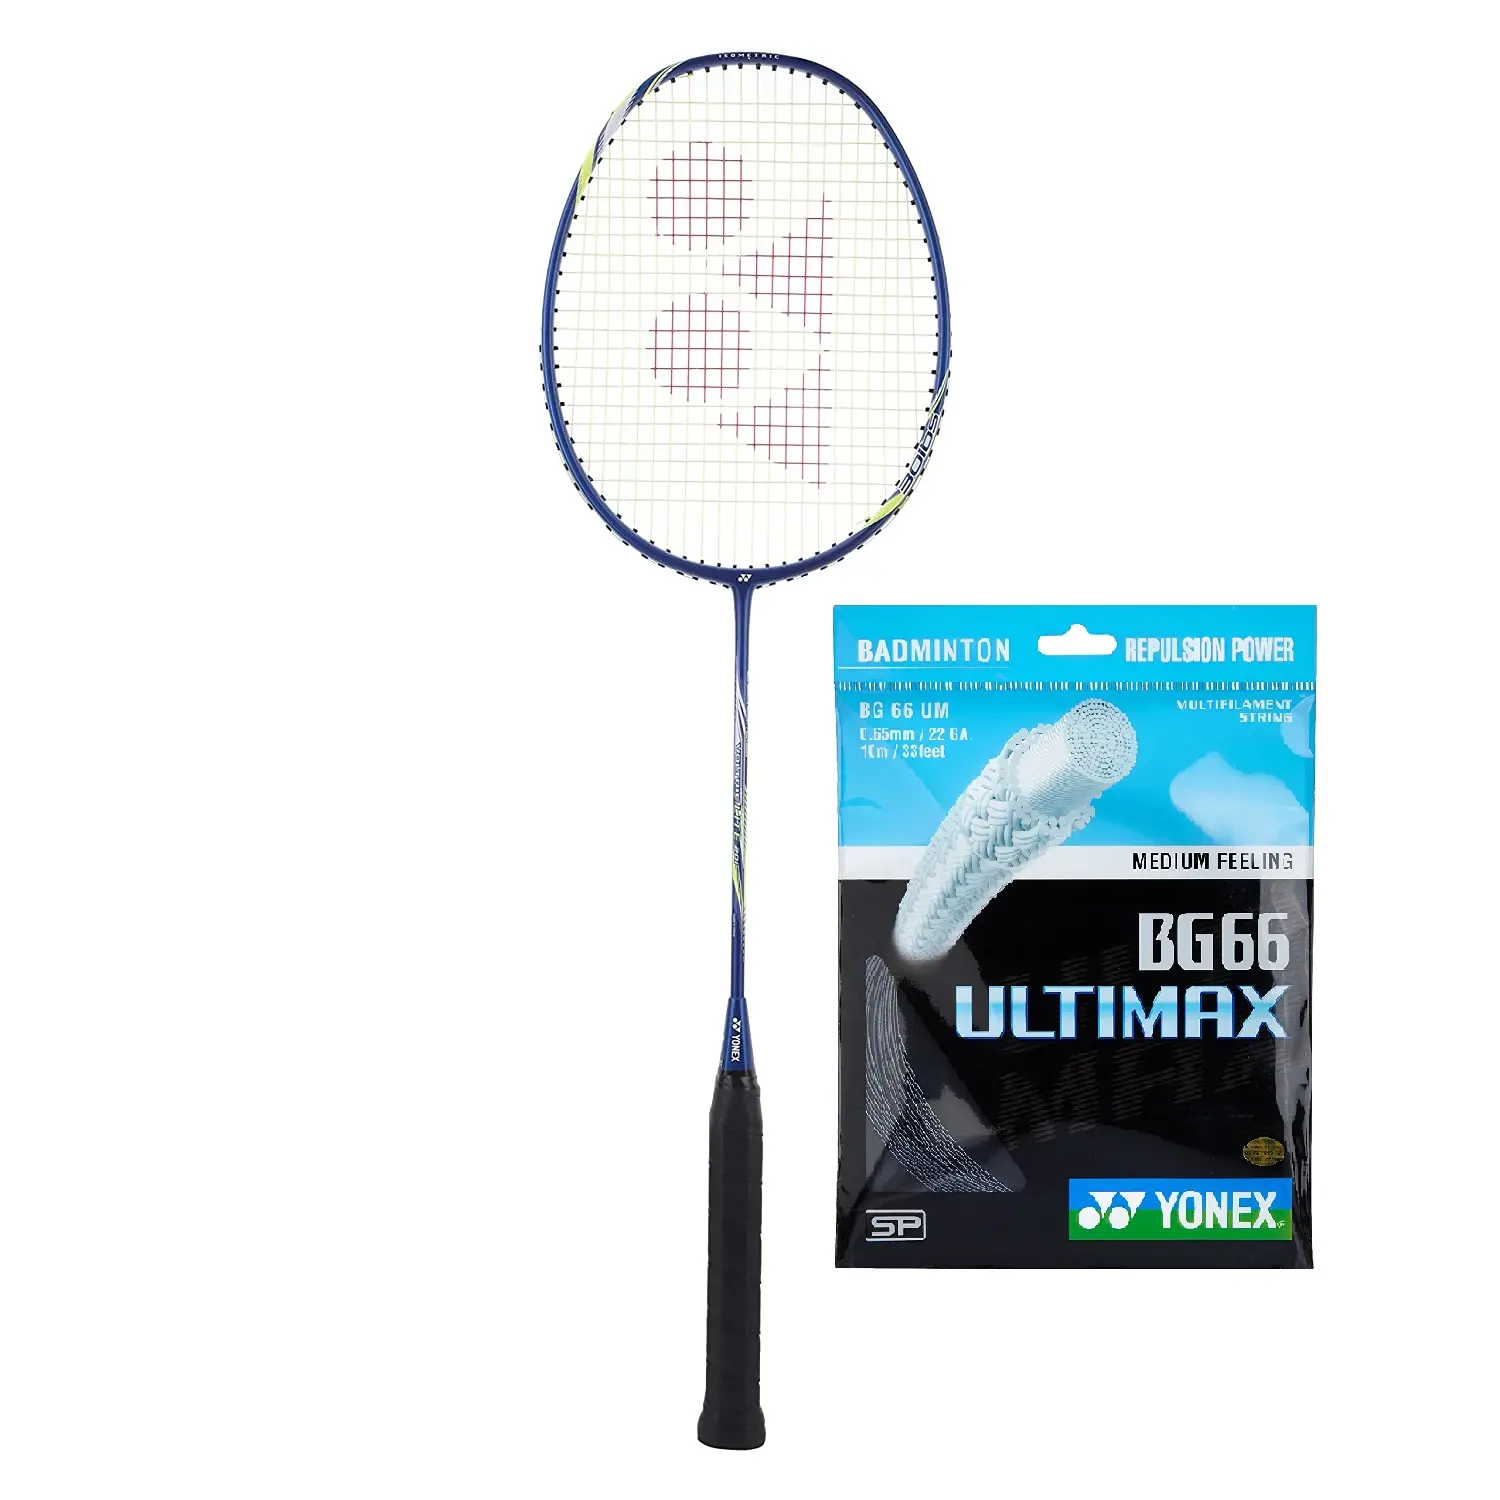 ISOMETRIC
YONEX
BADMINTON
REPULSION POWER
BG 66 UM
0.65mm / 22 GA.
10m / 33feet
MULTIFILAMENT
STRING
MEDIUM FEELING
BG66
ULTIMAX
SP
YONEX